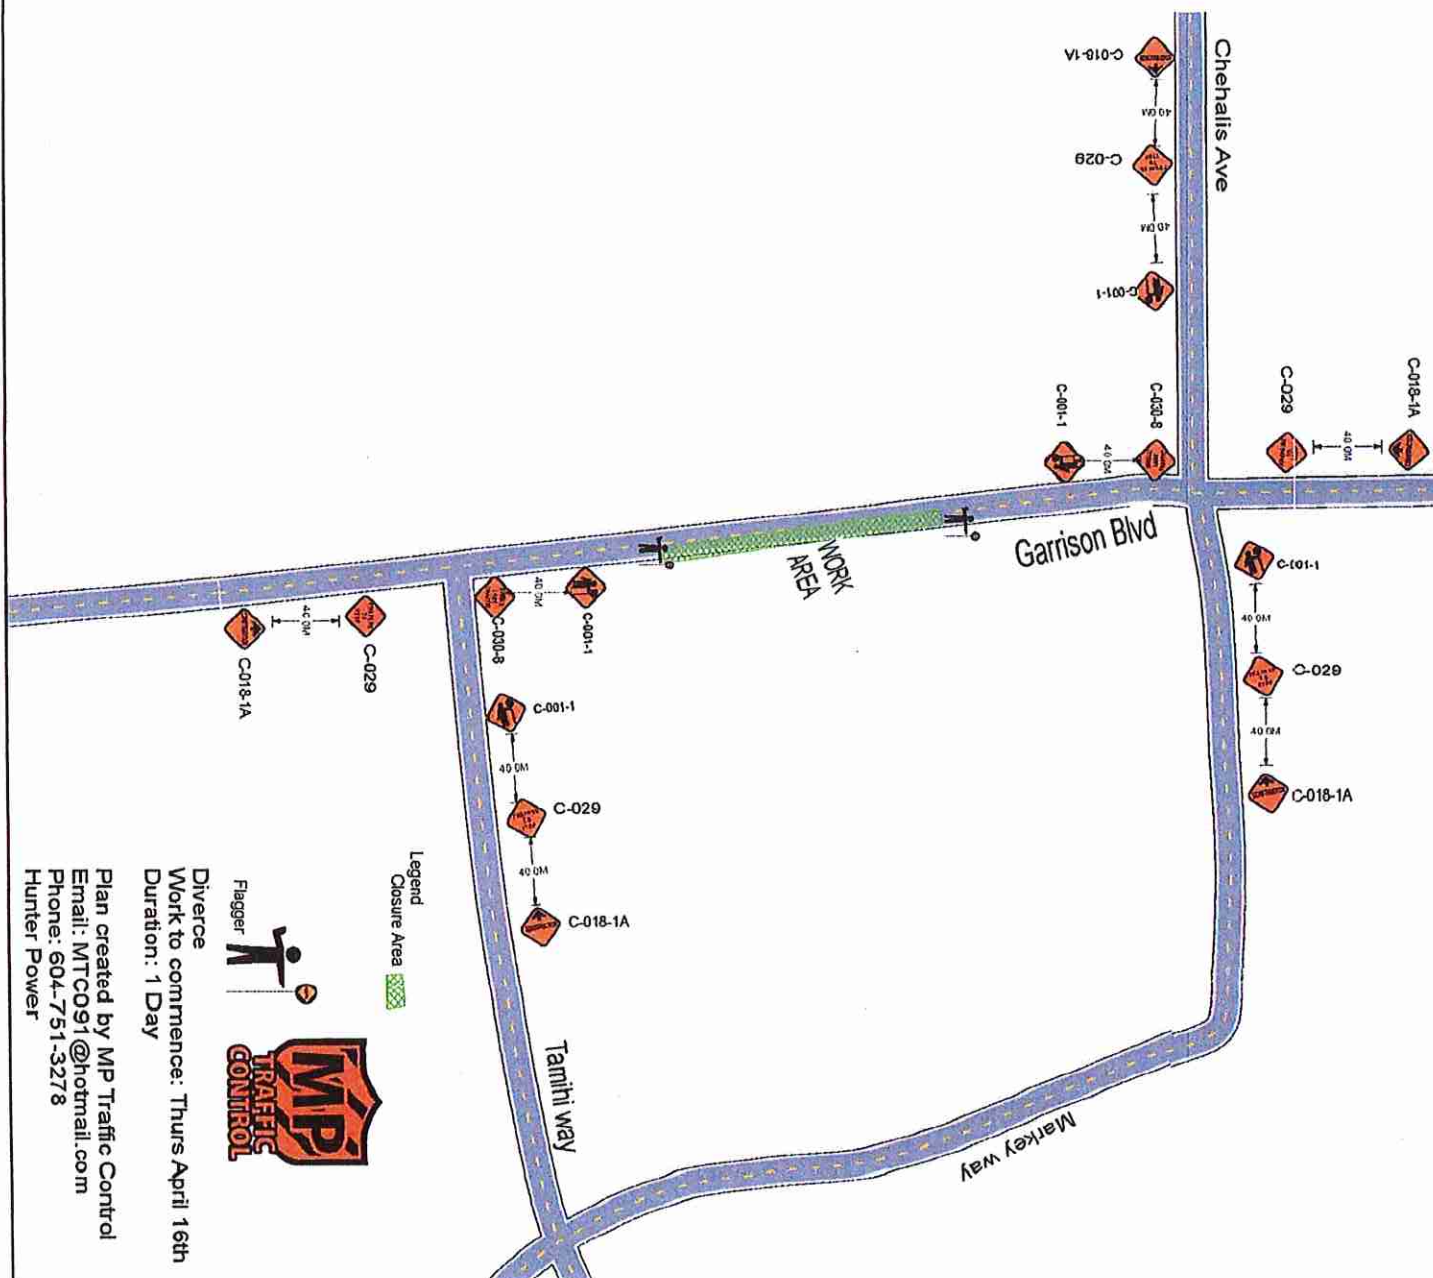 Chehalis Ave
C-018-1A
40.0M
C-029
40.0M
C-001-1
C-018-1A
40.0M
C-029
C-030-8
40.0M
C-001-1
Garrison Blvd
C-001-1
40.0M
C-029
40.0M
C-018-1A
WORK
AREA
C-001-1
40.0M
C-030-8
C-029
40.0M
C-018-1A
C-001-1
40.0M
C-029
40.0M
C-018-1A
Tamihi way
Markey way
Legend
Closure Area
Flagger
MP
TRAFFIC
CONTROL
Diverce
Work to commence: Thurs April 16th
Duration: 1 Day
Plan created by MP Traffic Control
Email: MTC091@hotmail.com
Phone: 604-751-3278
Hunter Power